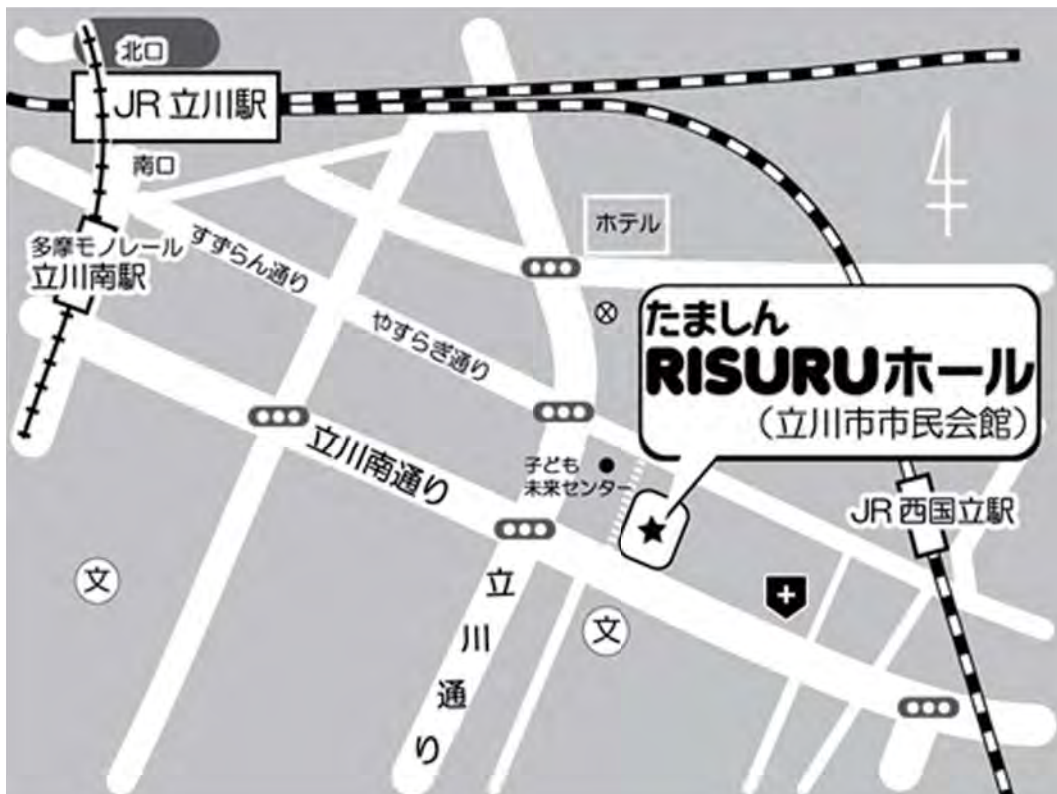 北口
JR 立川駅
南口
多摩モノレール
立川南駅
すずらん通り
ホテル
やすらぎ通り
たましん
RISURUホール
(立川市市民会館)
立川南通り
子ども
未来センター
JR 西国立駅
文
文
立川通り